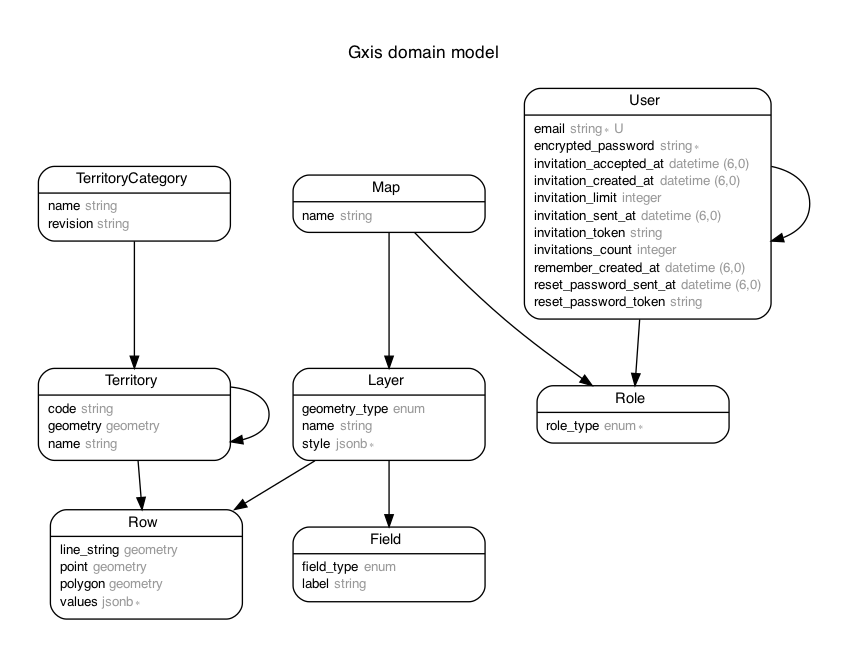 Gxis domain model
User
email string∗ U
encrypted_password string∗
invitation_accepted_at datetime (6,0)
invitation_created_at datetime (6,0)
invitation_limit integer
invitation_sent_at datetime (6,0)
invitation_token string
invitations_count integer
remember_created_at datetime (6,0)
reset_password_sent_at datetime (6,0)
reset_password_token string
TerritoryCategory
name string
revision string
Map
name string
Territory
code string
geometry geometry
name string
Layer
geometry_type enum
name string
style jsonb∗
Role
role_type enum∗
Row
line_string geometry
point geometry
polygon geometry
values jsonb∗
Field
field_type enum
label string